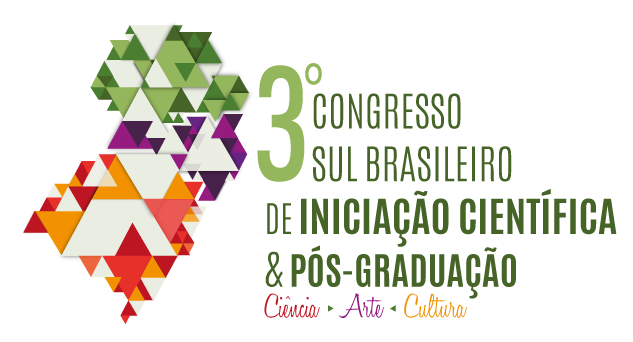 3º CONGRESSO
SUL BRASILEIRO
DE INICIAÇÃO CIENTÍFICA
& PÓS-GRADUAÇÃO
Ciência Arte Cultura